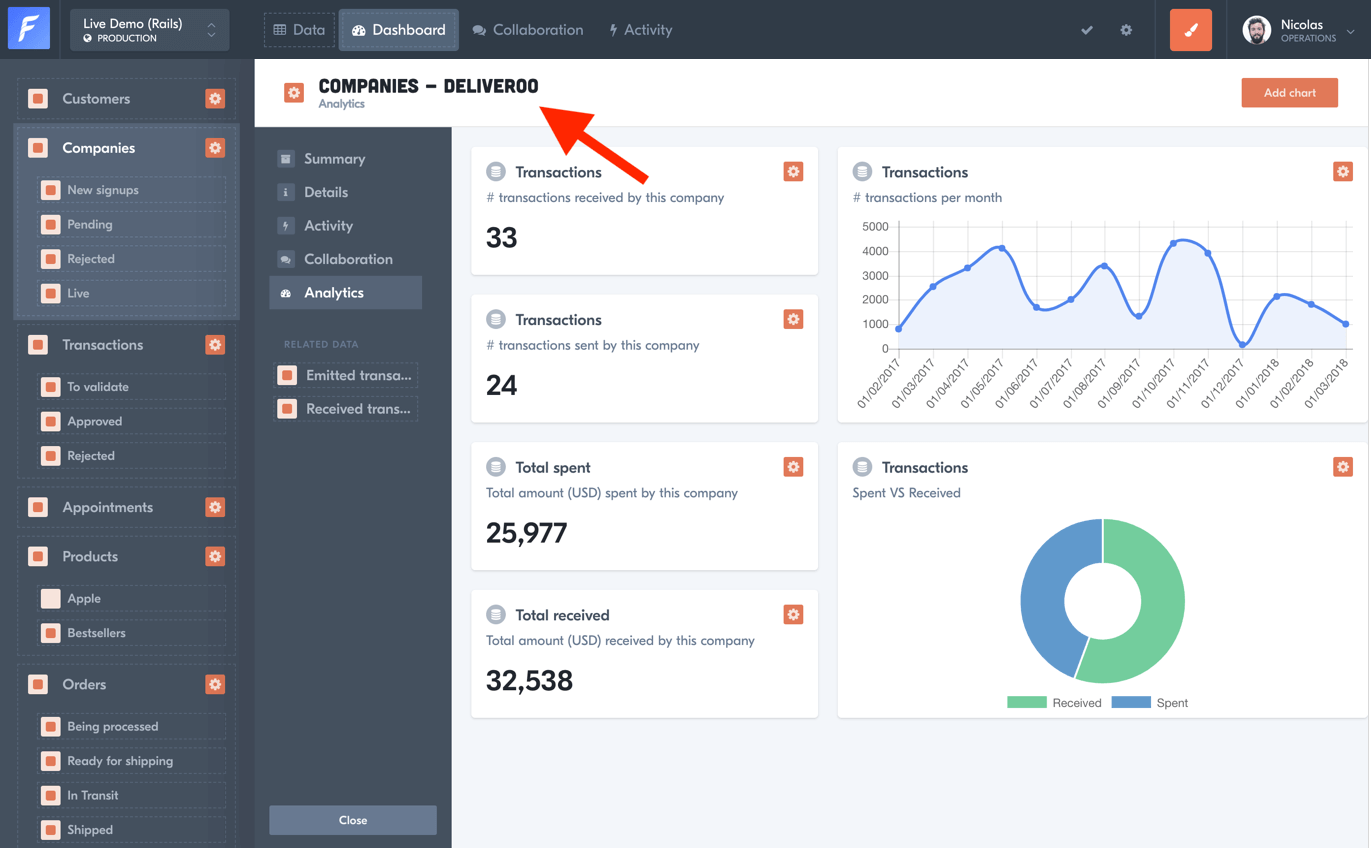 Live Demo (Rails)
PRODUCTION
Data
Dashboard
Collaboration
Activity
Nicolas
OPERATIONS
Customers
Companies
New signups
Pending
Rejected
Live
Transactions
To validate
Approved
Rejected
Appointments
Products
Apple
Bestsellers
Orders
Being processed
Ready for shipping
In Transit
Shipped
COMPANIES – DELIVEROO
Analytics
Add chart
Summary
Details
Activity
Collaboration
Analytics
RELATED DATA
Emitted transa...
Received trans...
Close
Transactions
# transactions received by this company
33
Transactions
# transactions sent by this company
24
Total spent
Total amount (USD) spent by this company
25,977
Total received
Total amount (USD) received by this company
32,538
Transactions
# transactions per month
5000
4000
3000
2000
1000
0
01/02/2017
01/03/2017
01/04/2017
01/05/2017
01/06/2017
01/07/2017
01/08/2017
01/09/2017
01/10/2017
01/11/2017
01/12/2017
01/01/2018
01/02/2018
01/03/2018
Transactions
Spent VS Received
Received
Spent